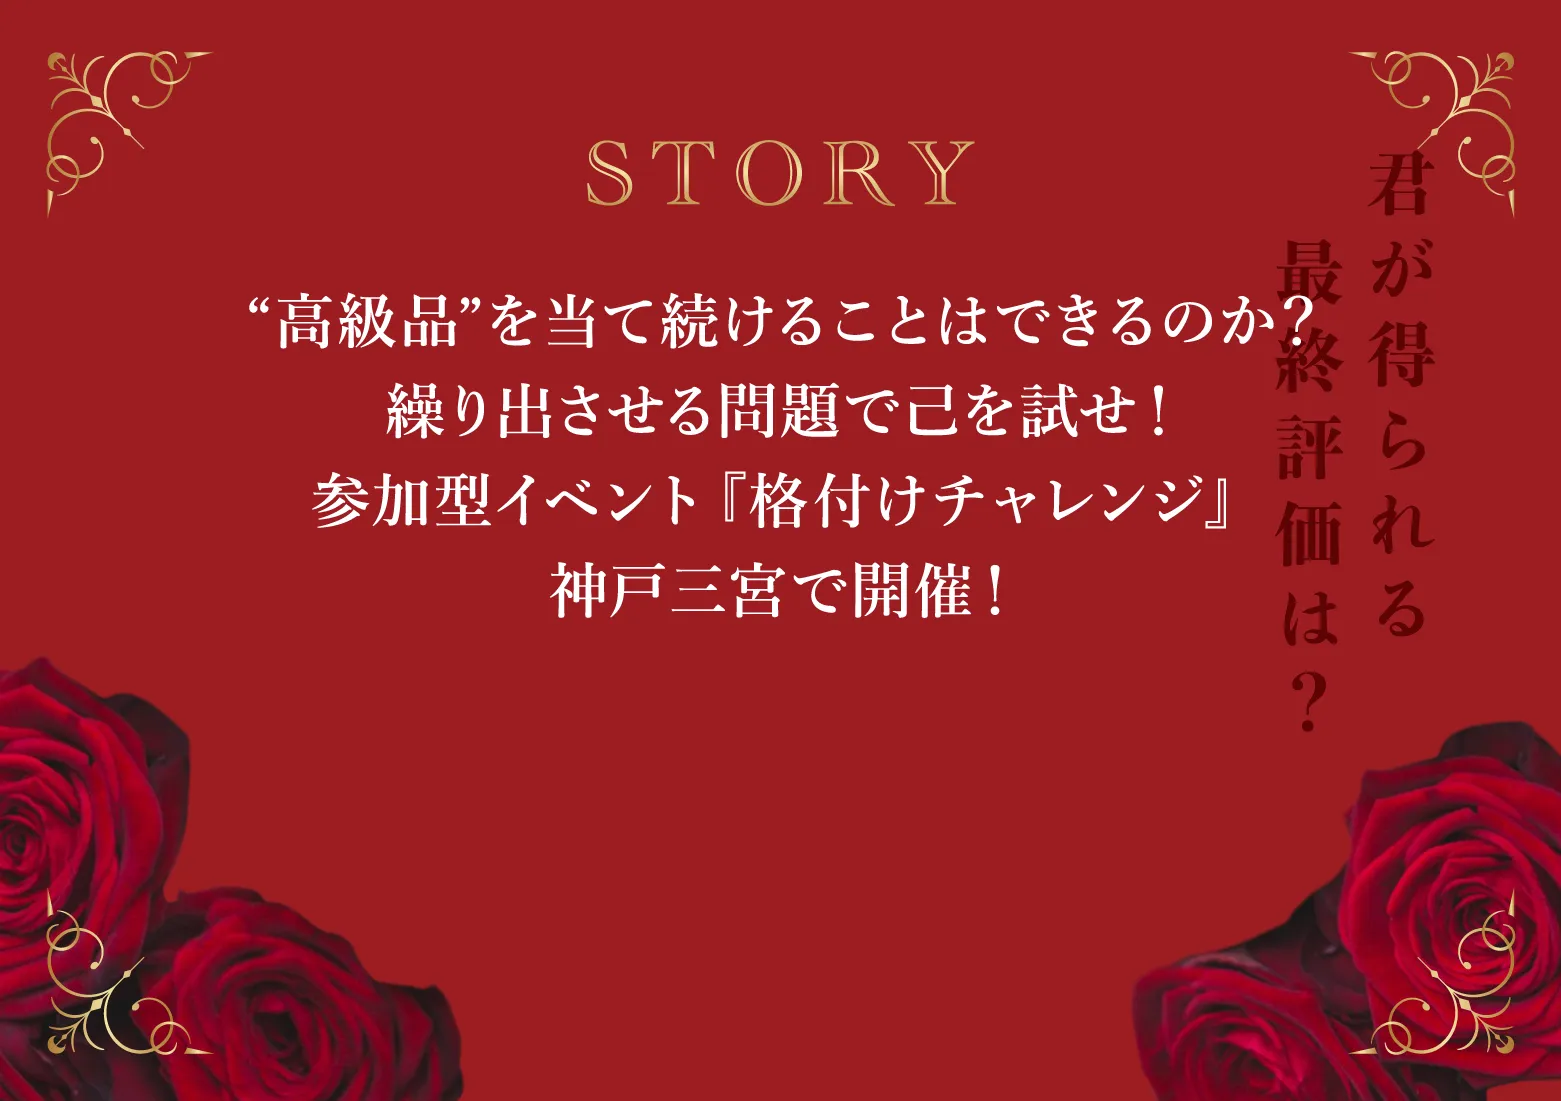 STORY
“高級品”を当て続けることはできるのか?
繰り出させる問題で己を試せ!
参加型イベント『格付けチャレンジ』
神戸三宮で開催!
君が得られる
最終評価は?